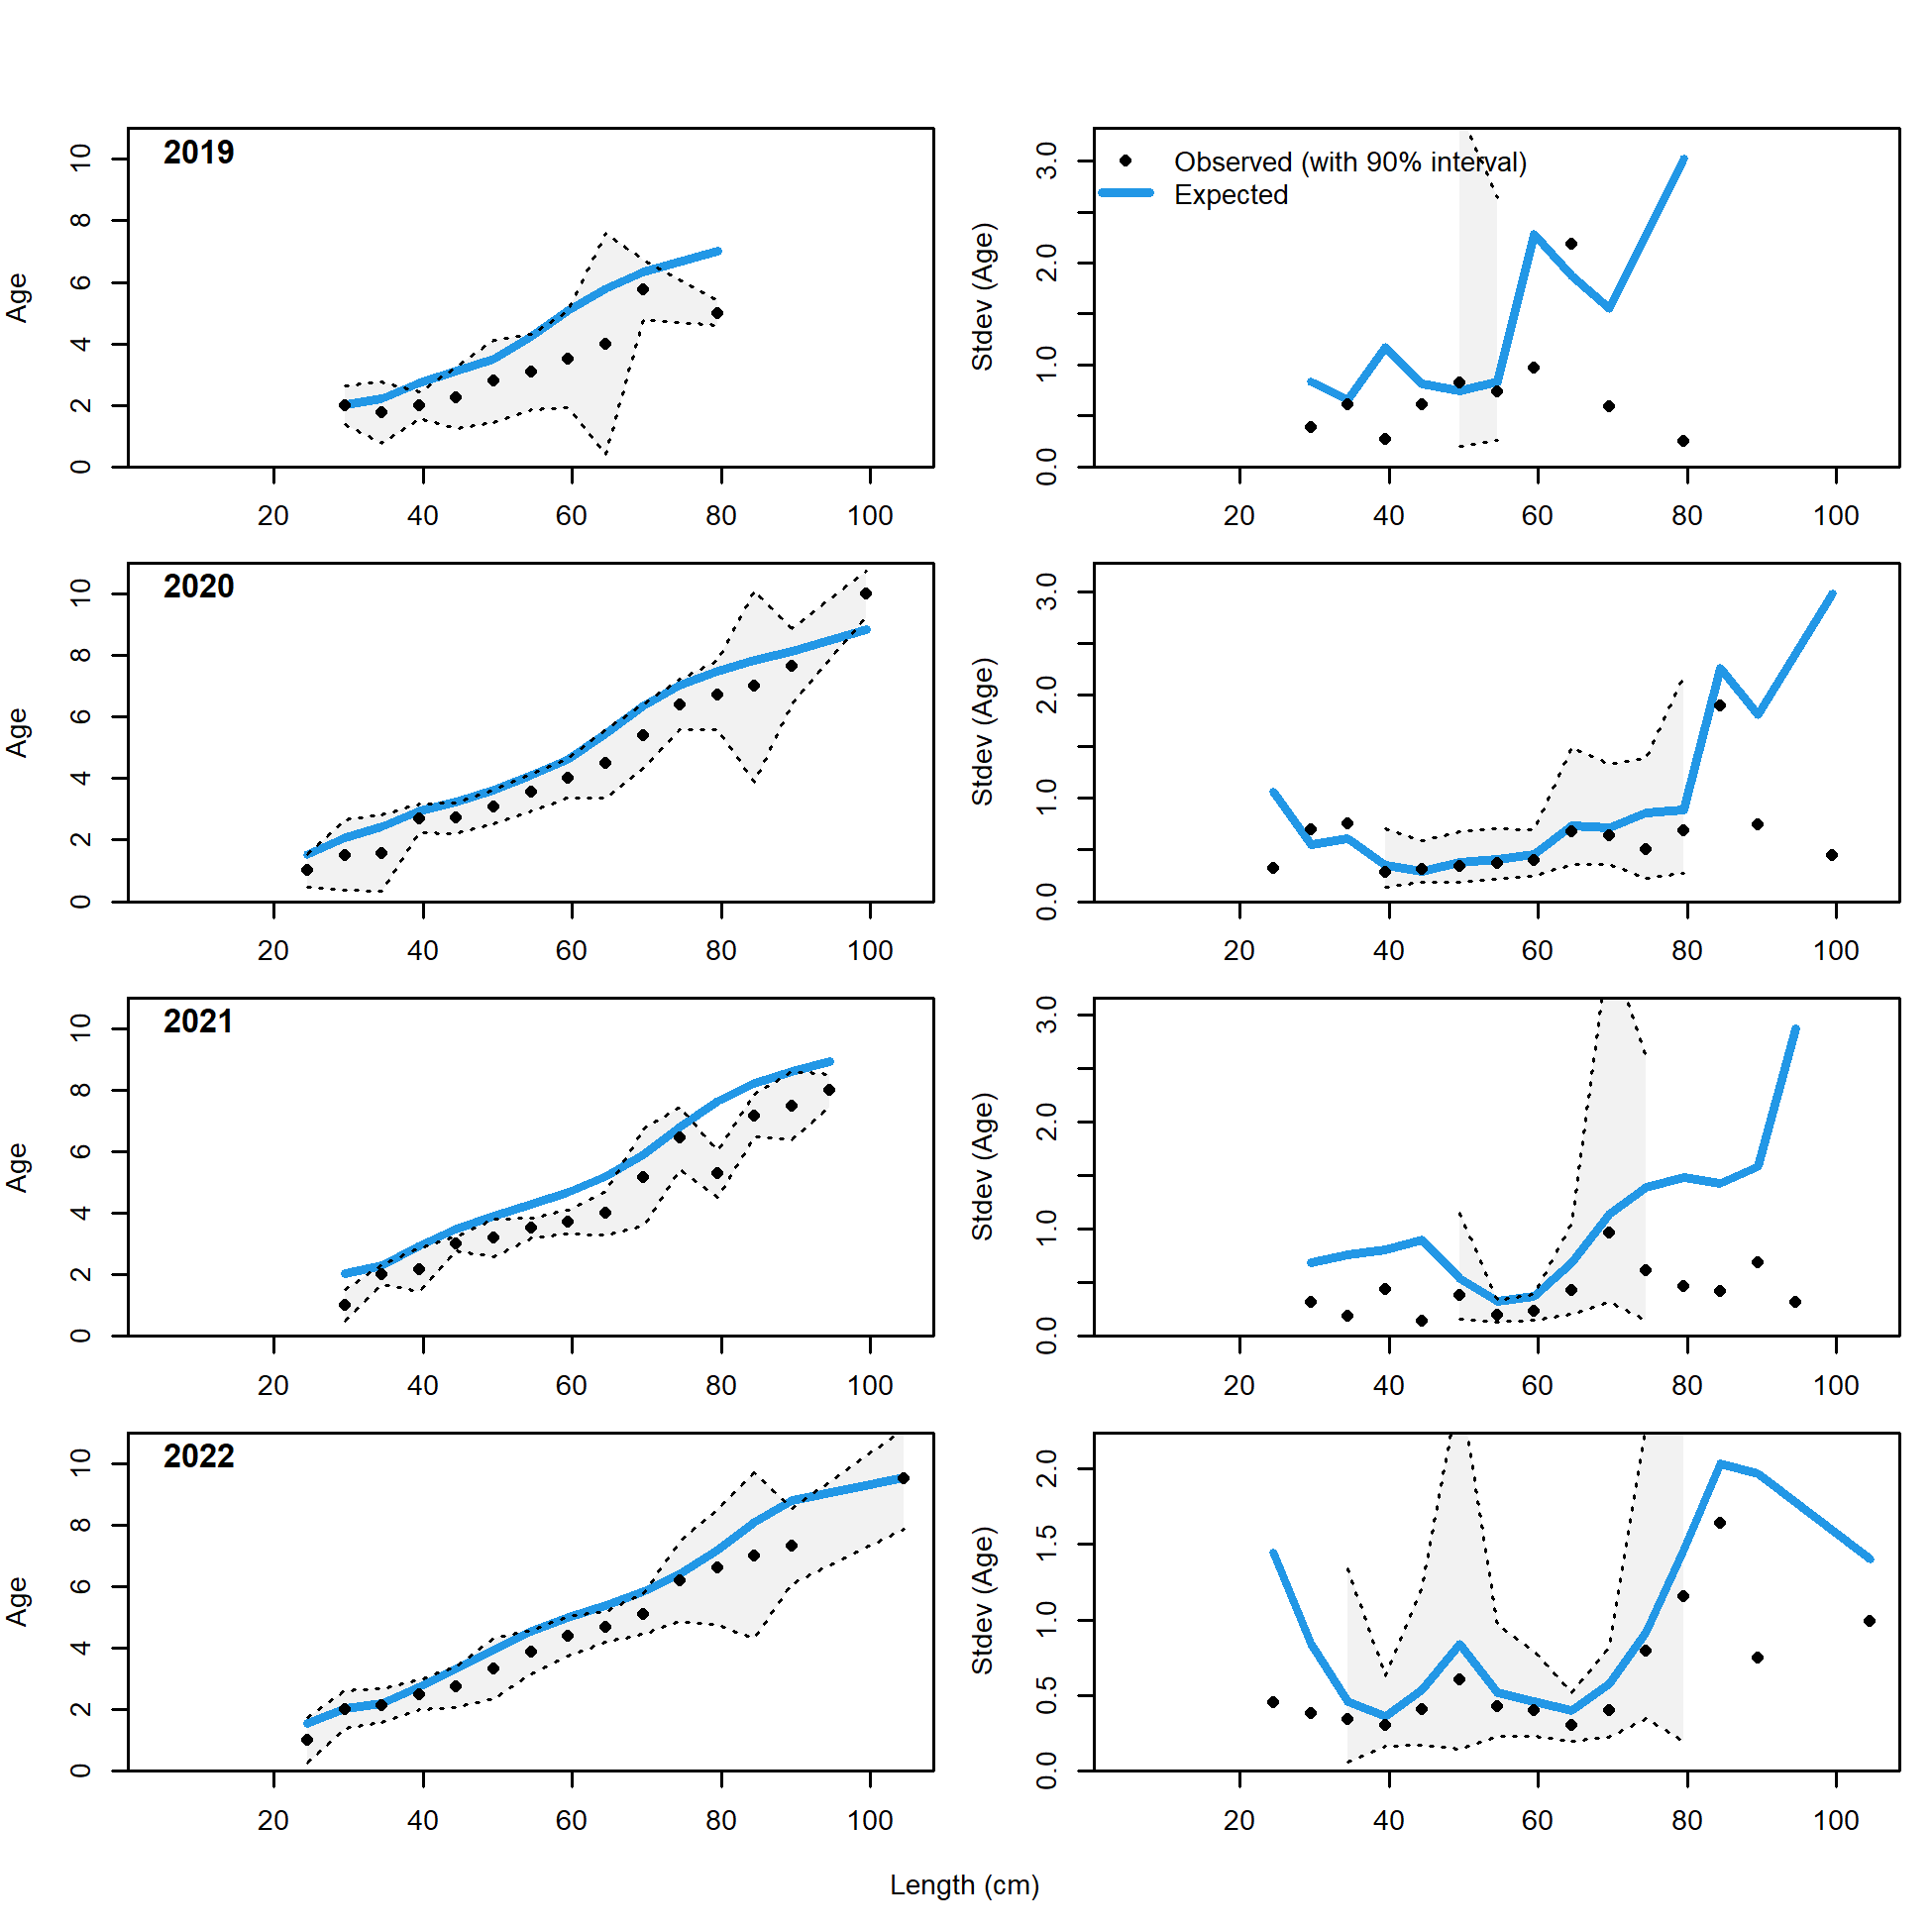 2019
Age
0 2 4 6 8 10
20 40 60 80 100
Observed (with 90% interval)
Expected
Stdev (Age)
0.0 1.0 2.0 3.0
20 40 60 80 100
2020
Age
0 2 4 6 8 10
20 40 60 80 100
Stdev (Age)
0.0 1.0 2.0 3.0
20 40 60 80 100
2021
Age
0 2 4 6 8 10
20 40 60 80 100
Stdev (Age)
0.0 1.0 2.0 3.0
20 40 60 80 100
2022
Age
0 2 4 6 8 10
20 40 60 80 100
Stdev (Age)
0.0 0.5 1.0 1.5 2.0
20 40 60 80 100
Length (cm)